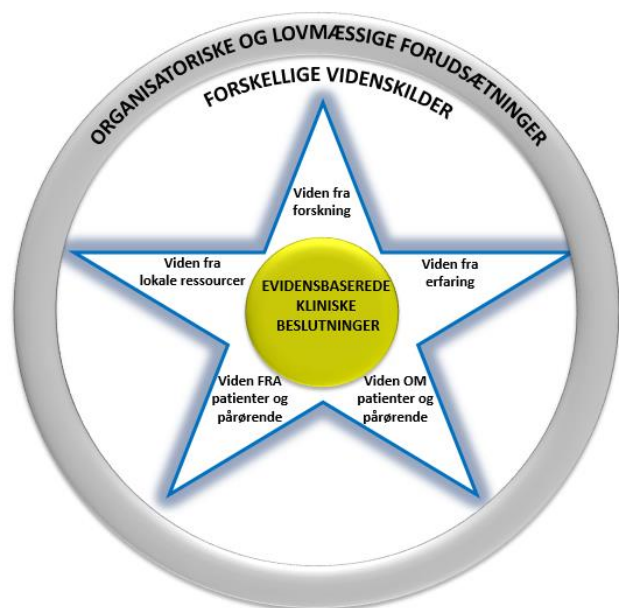 ORGANISATORISKE OG LOVMÆSSIGE FORUDSÆTNINGER
FORSKELLIGE VIDENSKILDER
Viden fra
forskning
Viden fra
lokale ressourcer
Viden fra
erfaring
EVIDENSBASEREDE
KLINISKE
BESLUTNINGER
Viden FRA
patienter og
pårørende
Viden OM
patienter og
pårørende